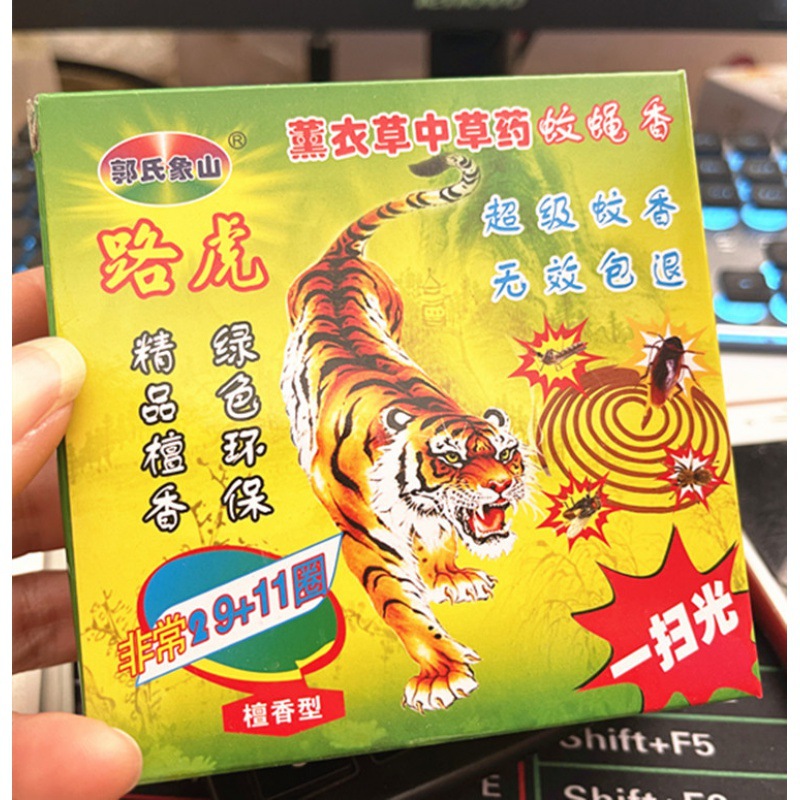 薰衣草中草药蚊蝇香
郭氏象山®
路虎
超级蚊香
无效包退
精品檀香
绿色环保
非常29+11圈
檀香型
一扫光
Shift+F5
E